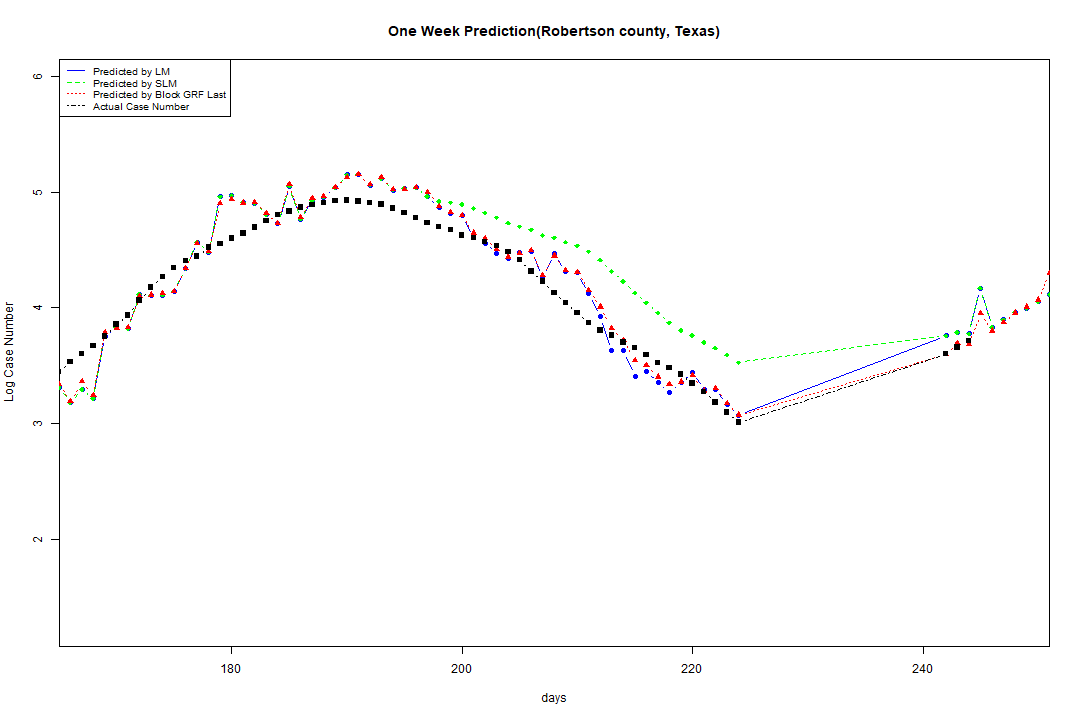 One Week Prediction(Robertson county, Texas)
Predicted by LM
Predicted by SLM
Predicted by Block GRF Last
Actual Case Number
6
5
4
3
2
Log Case Number
180 200 220 240
days